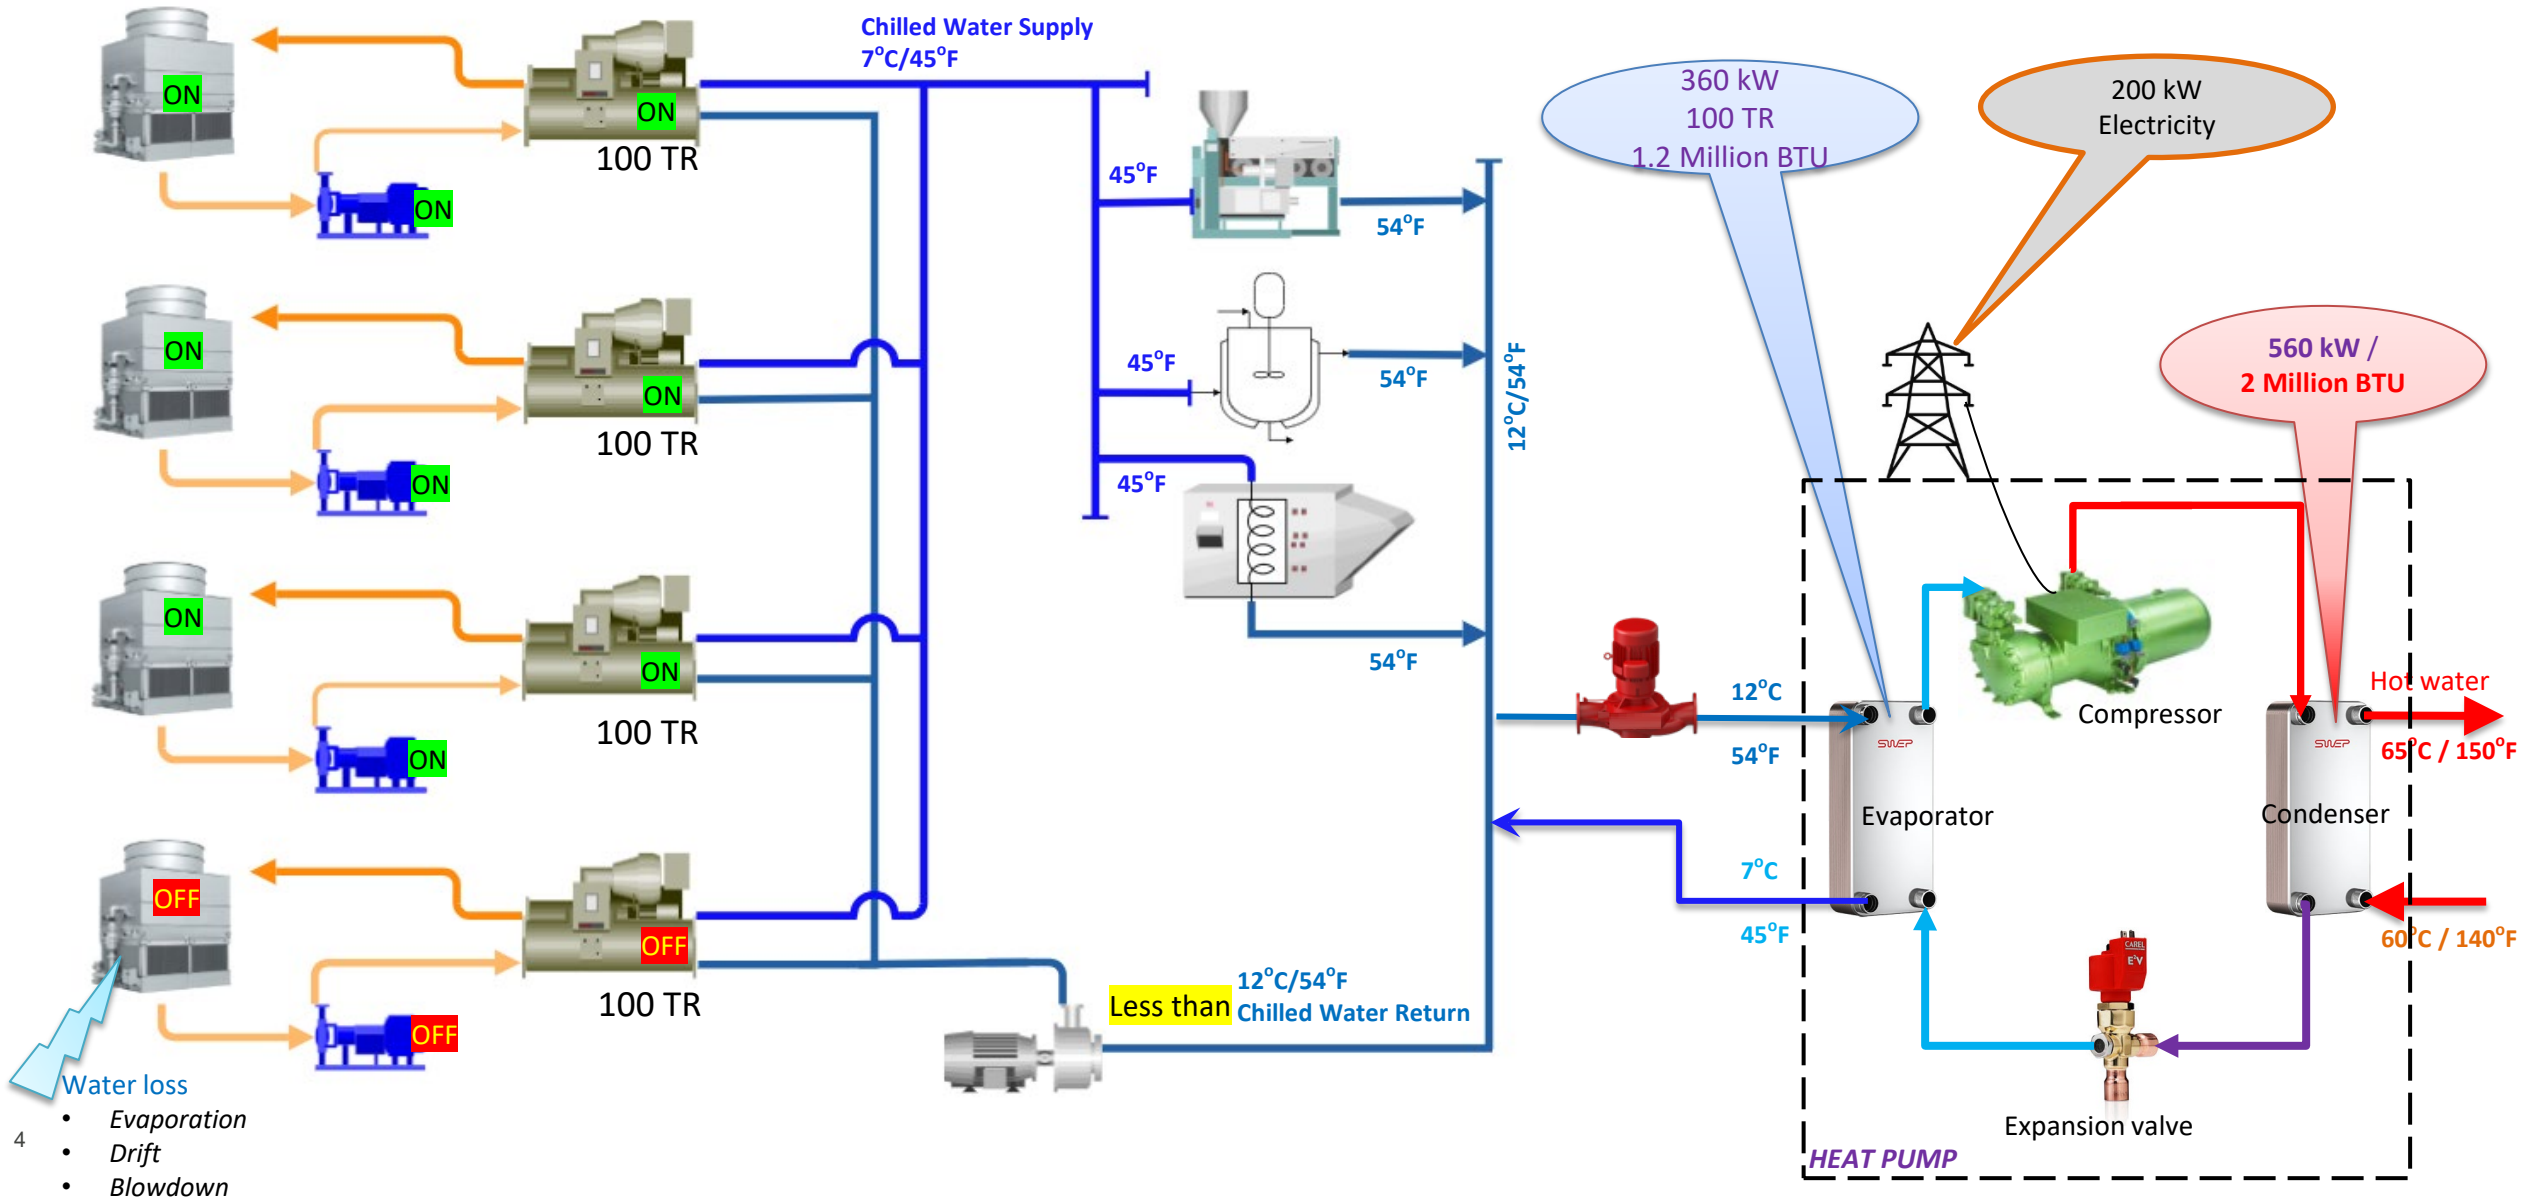 Chilled Water Supply
7°C/45°F
ON
ON
100 TR
ON
ON
ON
100 TR
ON
ON
ON
100 TR
ON
OFF
OFF
100 TR
OFF
Water loss
• Evaporation
• Drift
• Blowdown
4
45°F
54°F
45°F
54°F
45°F
54°F
12°C/54°F
Less than
12°C/54°F
Chilled Water Return
360 kW
100 TR
1.2 Million BTU
200 kW
Electricity
560 kW /
2 Million BTU
12°C
54°F
7°C
45°F
SWEP
Evaporator
Compressor
SWEP
Condenser
Hot water
65°C / 150°F
60°C / 140°F
CAREL
E²V
Expansion valve
HEAT PUMP